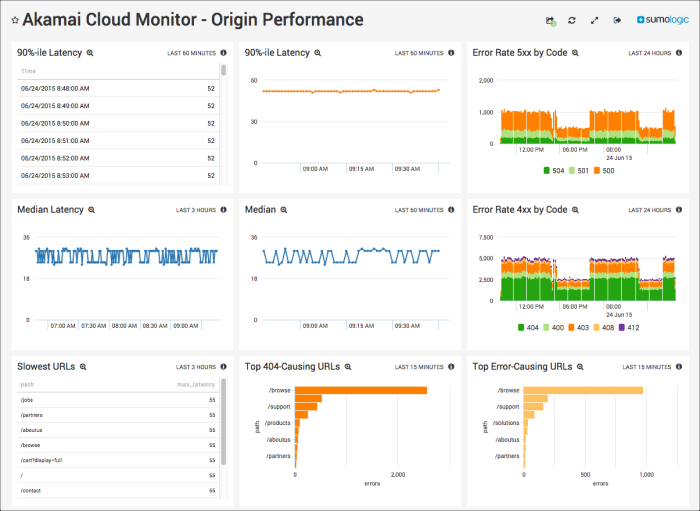 Akamai Cloud Monitor - Origin Performance
sumologic
90%-ile Latency
LAST 60 MINUTES
Time
06/24/2015 8:48:00 AM 52
06/24/2015 8:49:00 AM 52
06/24/2015 8:50:00 AM 52
06/24/2015 8:51:00 AM 52
06/24/2015 8:52:00 AM 52
06/24/2015 8:53:00 AM 52
90%-ile Latency
LAST 60 MINUTES
60
30
0
09:00 AM 09:15 AM 09:30 AM
Error Rate 5xx by Code
LAST 24 HOURS
2,000
1,000
0
12:00 PM 06:00 PM 00:00
24 Jun 15
504 501 500
Median Latency
LAST 3 HOURS
36
18
0
07:00 AM 07:30 AM 08:00 AM 08:30 AM 09:00 AM
Median
LAST 60 MINUTES
36
18
0
09:00 AM 09:15 AM 09:30 AM
Error Rate 4xx by Code
LAST 24 HOURS
7,500
5,000
2,500
0
12:00 PM 06:00 PM 00:00
24 Jun 15
404 400 403 408 412
Slowest URLs
LAST 3 HOURS
path max_latency
/jobs 55
/partners 55
/aboutus 55
/browse 55
/cart?display=full 55
/ 55
/contact 55
Top 404-Causing URLs
LAST 15 MINUTES
path
/browse
/support
/products
/aboutus
/partners
0 2,000
errors
Top Error-Causing URLs
LAST 15 MINUTES
path
/browse
/support
/solutions
/aboutus
/partners
0 500 1,000
errors